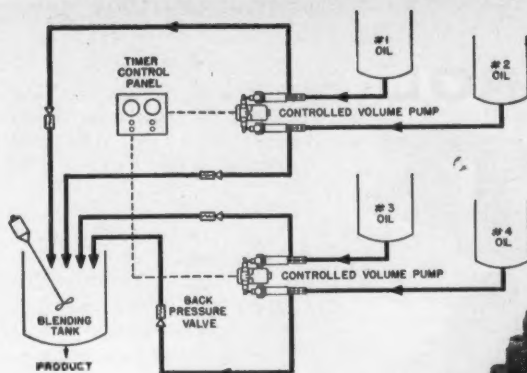 TIMER
CONTROL
PANEL
#1
OIL
#2
OIL
CONTROLLED VOLUME PUMP
#3
OIL
#4
OIL
CONTROLLED VOLUME PUMP
BACK
PRESSURE
VALVE
BLENDING
TANK
PRODUCT